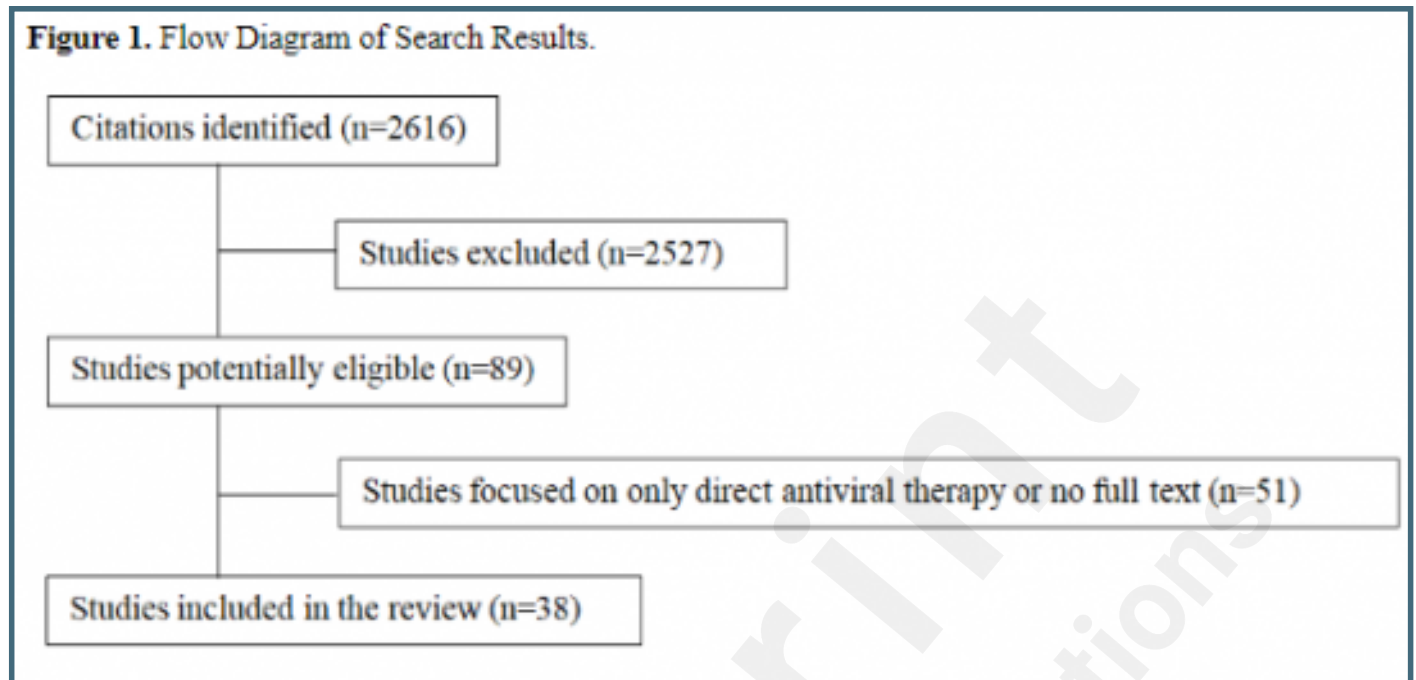 Figure 1. Flow Diagram of Search Results.
Citations identified (n=2616)
Studies excluded (n=2527)
Studies potentially eligible (n=89)
Studies focused on only direct antiviral therapy or no full text (n=51)
Studies included in the review (n=38)